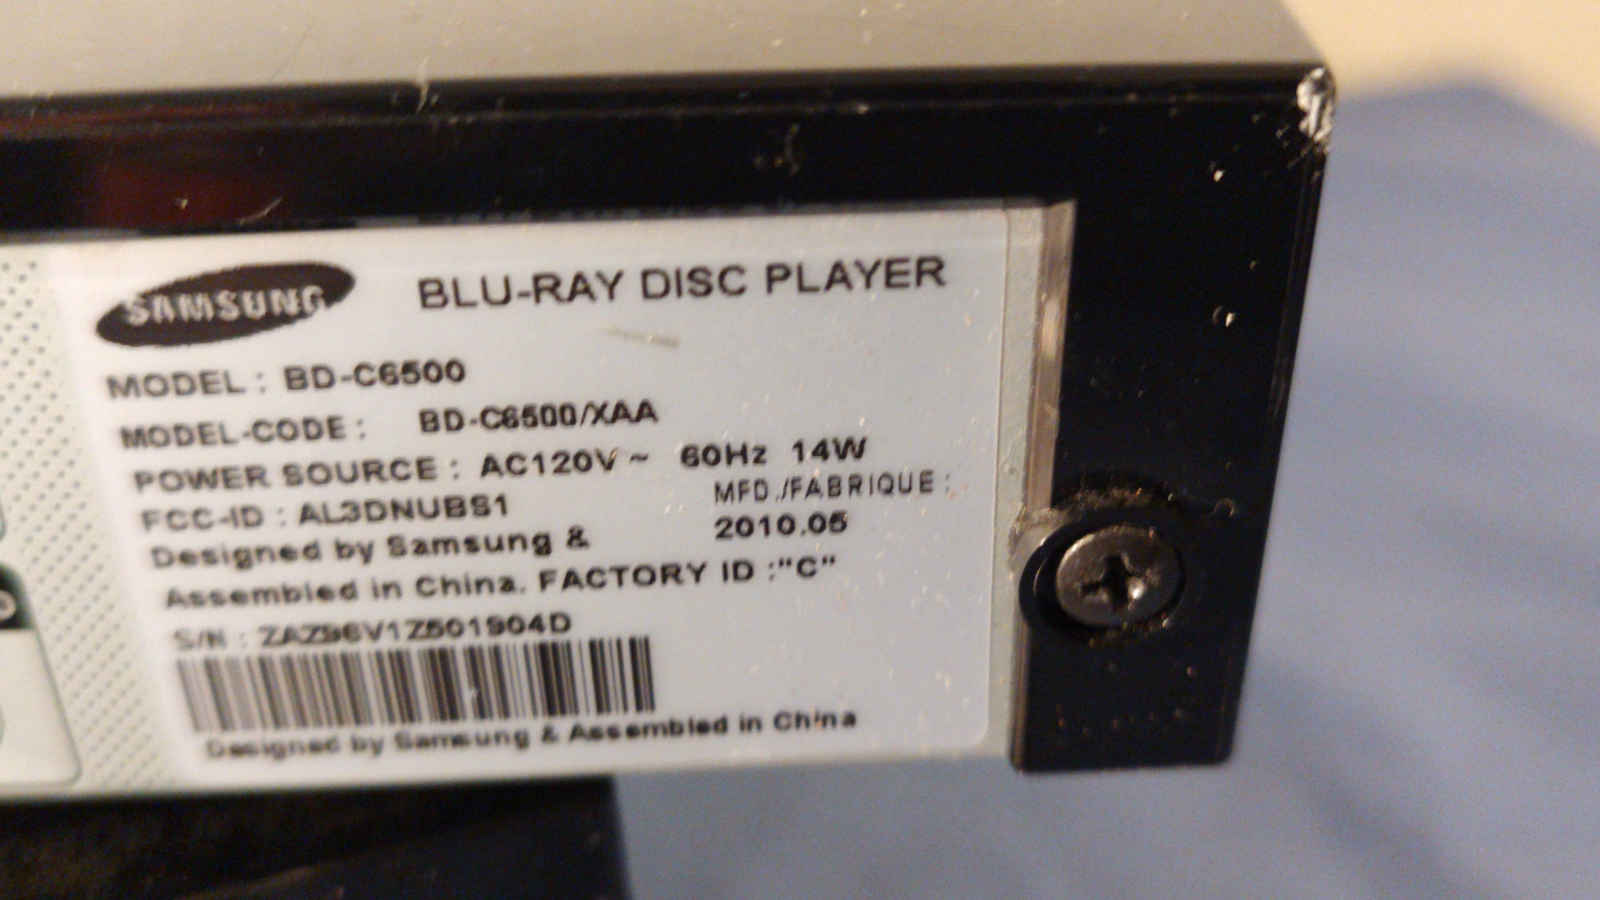 SAMSUNG BLU-RAY DISC PLAYER
MODEL : BD-C6500
MODEL-CODE : BD-C6500/XAA
POWER SOURCE : AC120V ~ 60Hz 14W
FCC-ID : AL3DNUBS1 MFD./FABRIQUE :
Designed by Samsung & 2010.05
Assembled in China. FACTORY ID :"C"
S/N : ZAZ96V1Z501904D
Designed by Samsung & Assembled in China